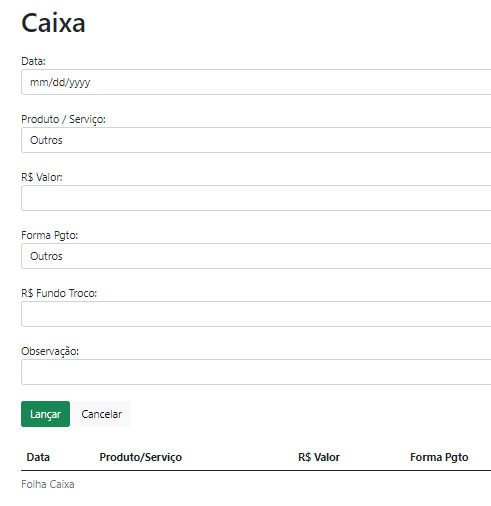 Caixa
Data:
mm/dd/yyyy
Produto / Serviço:
Outros
R$ Valor:
Forma Pgto:
Outros
R$ Fundo Troco:
Observação:
Lançar Cancelar
Data Produto/Serviço R$ Valor Forma Pgto
Folha Caixa